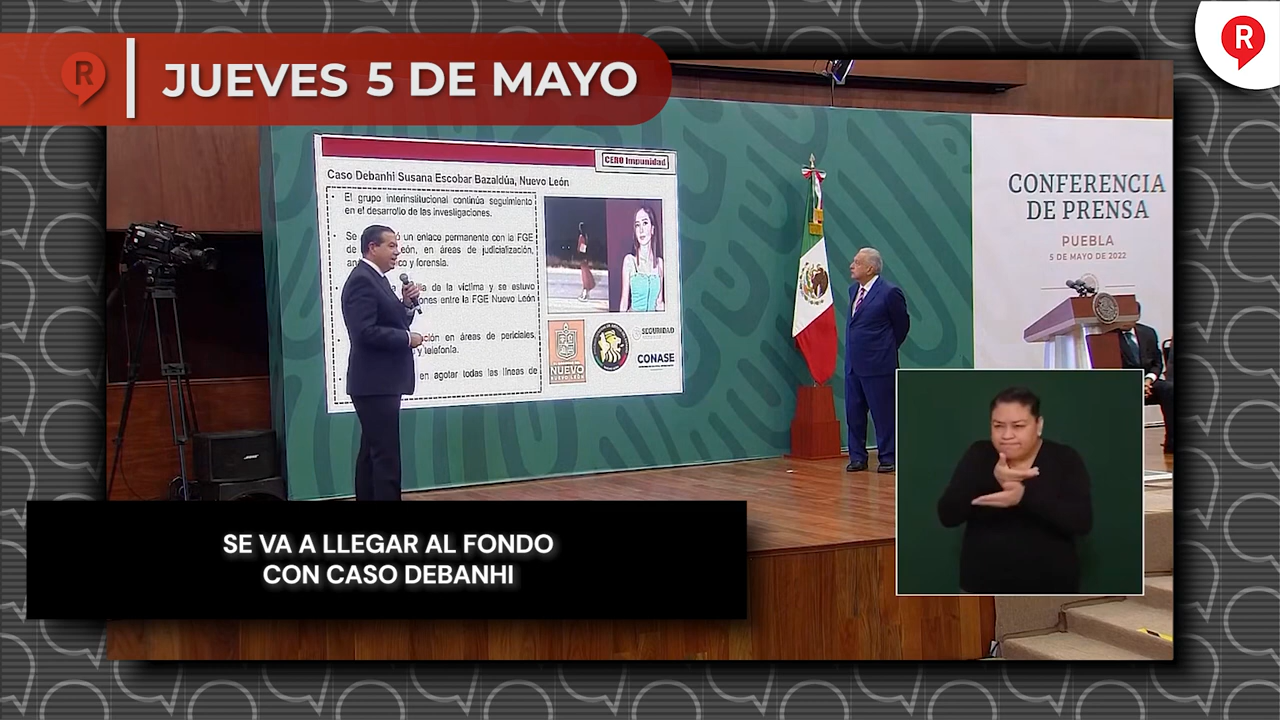 R
R
JUEVES 5 DE MAYO
CERO Impunidad
Caso Debanhi Susana Escobar Bazaldúa, Nuevo León
El grupo interinstitucional continúa seguimiento
en el desarrollo de las investigaciones.
Se un enlace permanente con la FGE
de León, en áreas de judicialización,
y forensia.
de la víctima y se estuvo
entre la FGE Nuevo León
en áreas de periciales,
y telefonía.
en agotar todas las líneas de
NUEVO LEÓN
SEGURIDAD
CONASE
CONFERENCIA
DE PRENSA
PUEBLA
5 DE MAYO DE 2022
BOSE
SE VA A LLEGAR AL FONDO
CON CASO DEBANHI